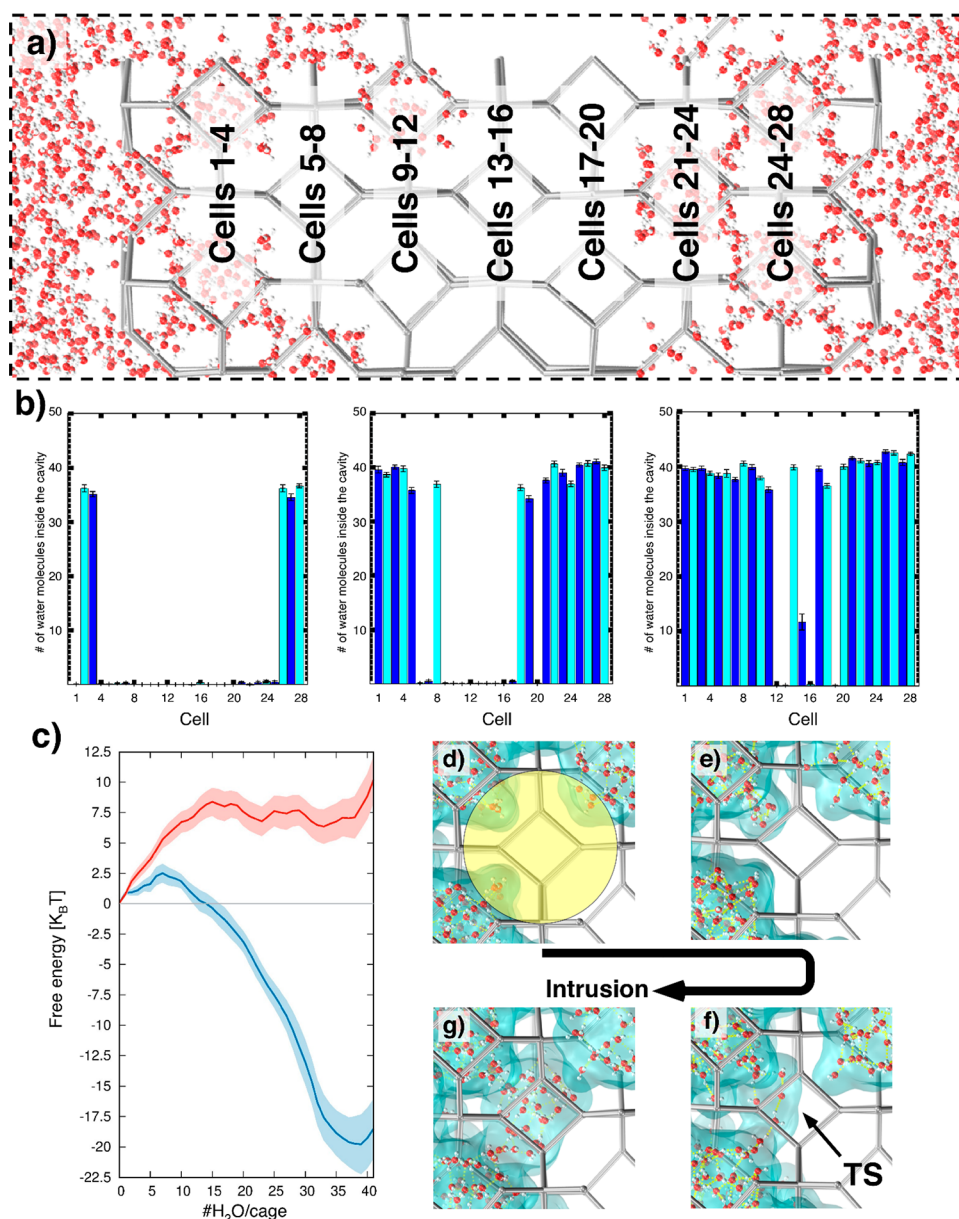 a)
Cells 1-4
Cells 5-8
Cells 9-12
Cells 13-16
Cells 17-20
Cells 21-24
Cells 24-28
b)
# of water molecules inside the cavity
50
40
30
20
10
1 4 8 12 16 20 24 28
Cell
# of water molecules inside the cavity
50
40
30
20
10
1 4 8 12 16 20 24 28
Cell
# of water molecules inside the cavity
50
40
30
20
10
1 4 8 12 16 20 24 28
Cell
c)
Free energy [K_BT]
12.5
10
7.5
5
2.5
0
-2.5
-5
-7.5
-10
-12.5
-15
-17.5
-20
-22.5
0 5 10 15 20 25 30 35 40
#H₂O/cage
d)
e)
Intrusion
g)
f)
TS